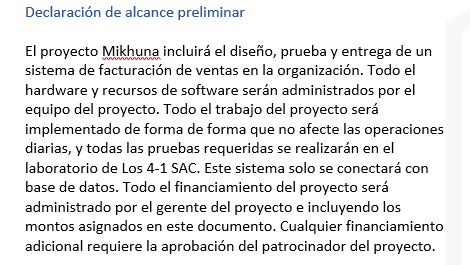 Declaración de alcance preliminar
El proyecto Mikhuna incluirá el diseño, prueba y entrega de un
sistema de facturación de ventas en la organización. Todo el
hardware y recursos de software serán administrados por el
equipo del proyecto. Todo el trabajo del proyecto será
implementado de forma de forma que no afecte las operaciones
diarias, y todas las pruebas requeridas se realizarán en el
laboratorio de Los 4-1 SAC. Este sistema solo se conectará con
base de datos. Todo el financiamiento del proyecto será
administrado por el gerente del proyecto e incluyendo los
montos asignados en este documento. Cualquier financiamiento
adicional requiere la aprobación del patrocinador del proyecto.